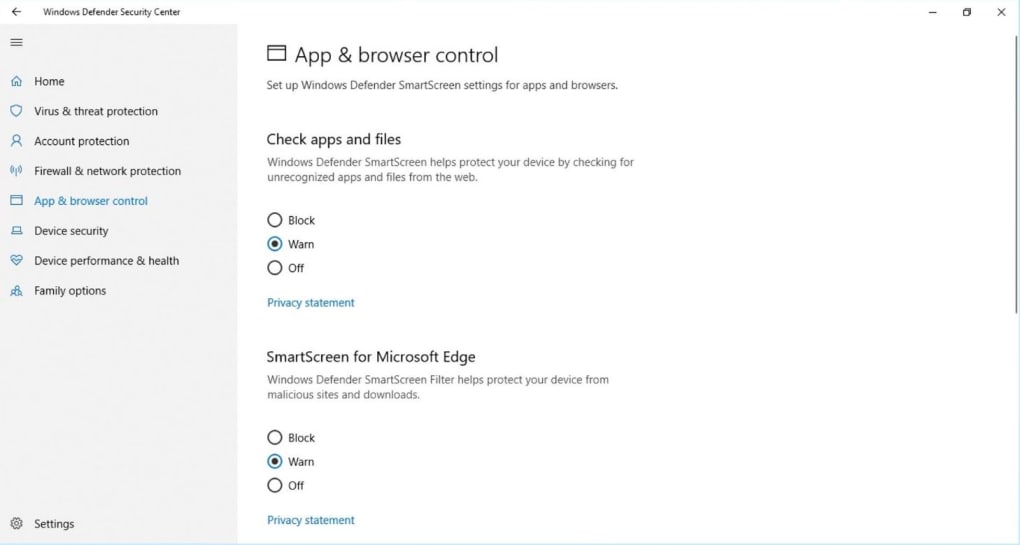 Windows Defender Security Center
Home
Virus & threat protection
Account protection
Firewall & network protection
App & browser control
Device security
Device performance & health
Family options
Settings
App & browser control
Set up Windows Defender SmartScreen settings for apps and browsers.
Check apps and files
Windows Defender SmartScreen helps protect your device by checking for
unrecognized apps and files from the web.
Block
Warn
Off
Privacy statement
SmartScreen for Microsoft Edge
Windows Defender SmartScreen Filter helps protect your device from
malicious sites and downloads.
Block
Warn
Off
Privacy statement